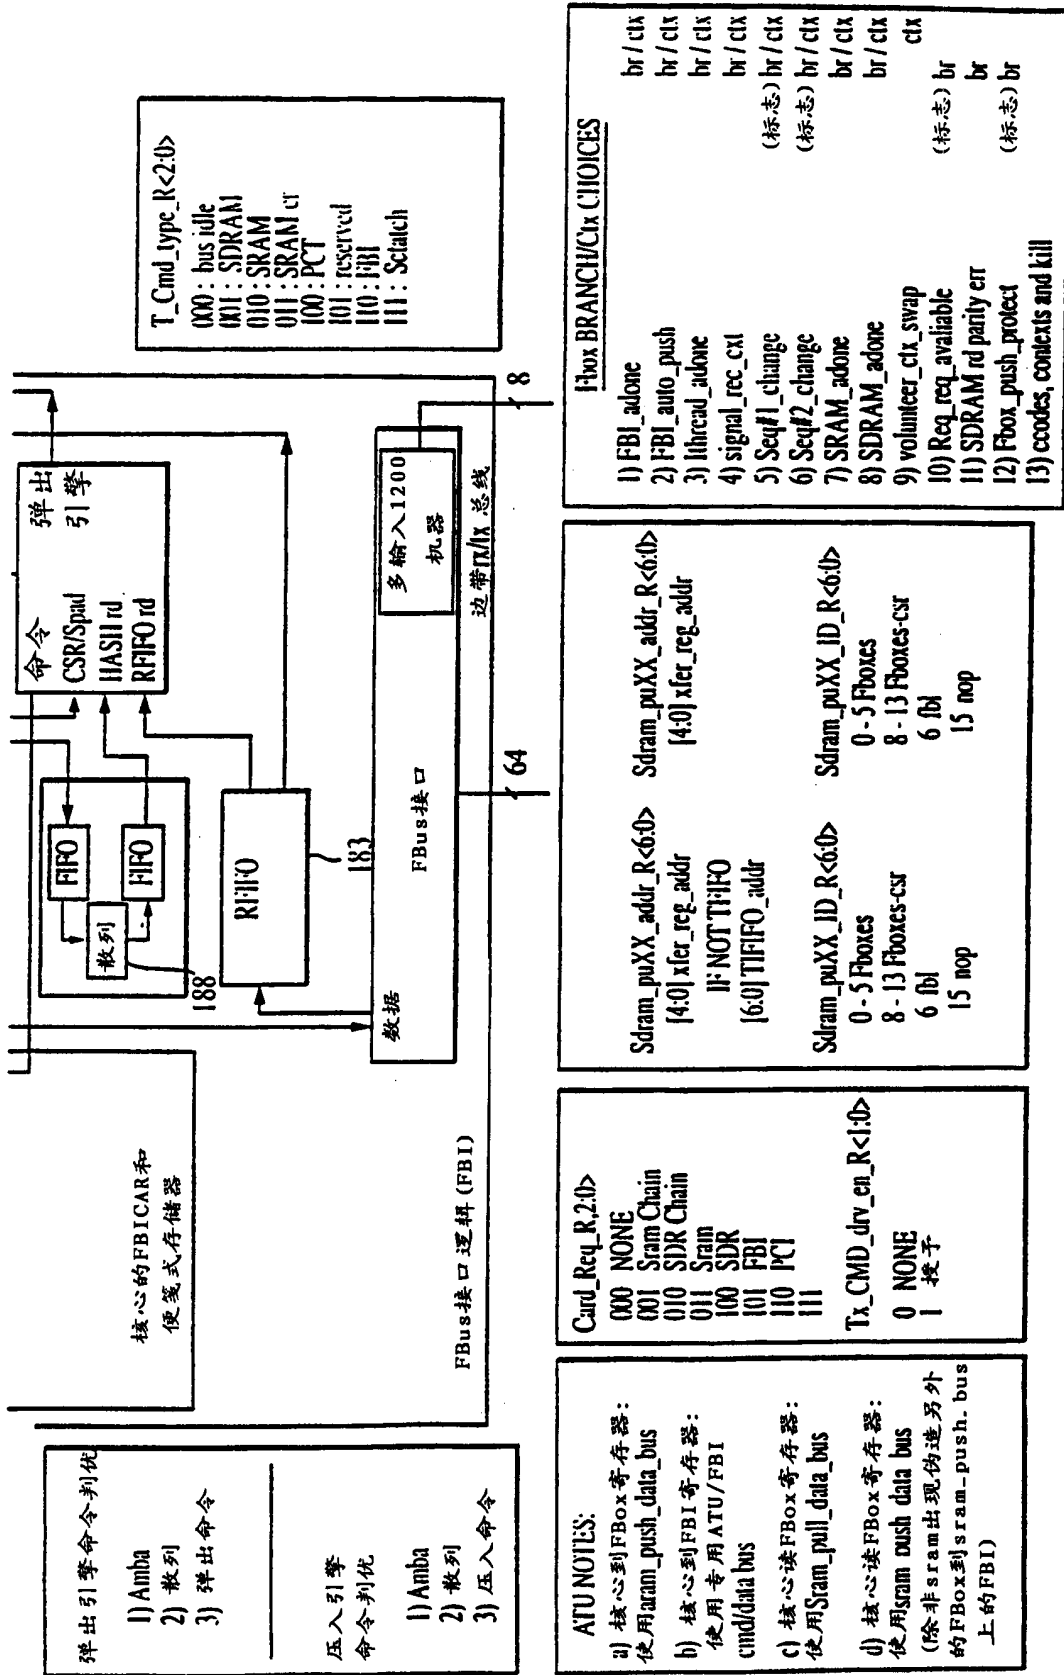 弹出引擎命令判优
1) Amba
2) 散列
3) 弹出命令
压入引擎
命令判优
1) Amba
2) 散列
3) 压入命令
核心的FBICAR和
便笺式存储器
FBus接口逻辑(FBI)
命令 弹出
引擎
CSR/Spad
HASH rd
RFIFO rd
FIFO
散列
FIFO
188
RFIFO
183
数据
FBus接口
多输入1200
机器
边带rx/tx 总线
8
64
T_Cmd_type_R<2:0>
000 : bus idle
001 : SDRAM
010 : SRAM
011 : SRAM cr
100 : PCT
101 : reserved
110 : FBI
111 : Sctatch
ATU NOTES:
a) 核心到FBox寄存器:
使用aram_push_data_bus
b) 核心到FBI寄存器:
使用专用ATU/FBI
cmd/data bus
c) 核心读FBox寄存器:
使用Sram_pull_data_bus
d) 核心读FBox寄存器:
使用sram push data bus
(除非sram出现伪造另外
的FBox到sram_push.bus
上的FBI)
Card_Req_R,2:0>
000 NONE
001 Sram Chain
010 SDR Chain
011 Sram
100 SDR
101 FBI
110 PCI
111
Tx_CMD_drv_en_R<1:0>
0 NONE
1 授予
Sdram_puXX_addr_R<6:0> Sdram_puXX_addr_R<6:0>
[4:0] xfer_reg_addr [4:0] xfer_reg_addr
IF NOT TFIFO
[6:0] TIFIFO_addr
Sdram_puXX_ID_R<6:0> Sdram_puXX_ID_R<6:0>
0 - 5 Fboxes 0 - 5 Fboxes
8 - 13 Fboxes-csr 8 - 13 Fboxes-csr
6 fbl 6 fbl
15 nop 15 nop
Fbox BRANCH/Ctx CHOICES
1) FBI_adone br / ctx
2) FBI_auto_push br / ctx
3) Ithread_adone br / ctx
4) signal_rec_cxt br / ctx
5) Seq#1_change (标志) br / ctx
6) Seq#2_change (标志) br / ctx
7) SRAM_adone br / ctx
8) SDRAM_adone br / ctx
9) volunteer_ctx_swap ctx
10) Req_req_avaliable (标志) br
11) SDRAM rd parity err br
12) Fbox_push_protect (标志) br
13) ccodes, contexts and kill